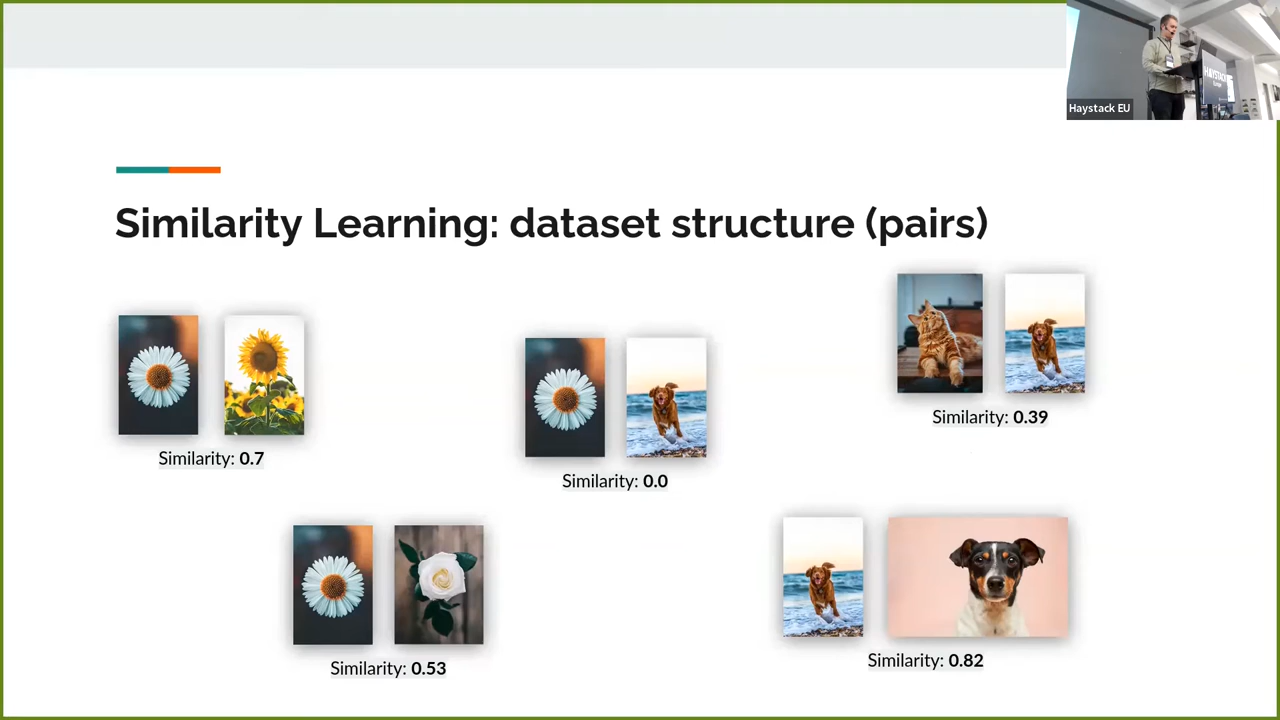 HAYSTACK
Haystack EU
Similarity Learning: dataset structure (pairs)
Similarity: 0.39
Similarity: 0.7
Similarity: 0.0
Similarity: 0.53
Similarity: 0.82